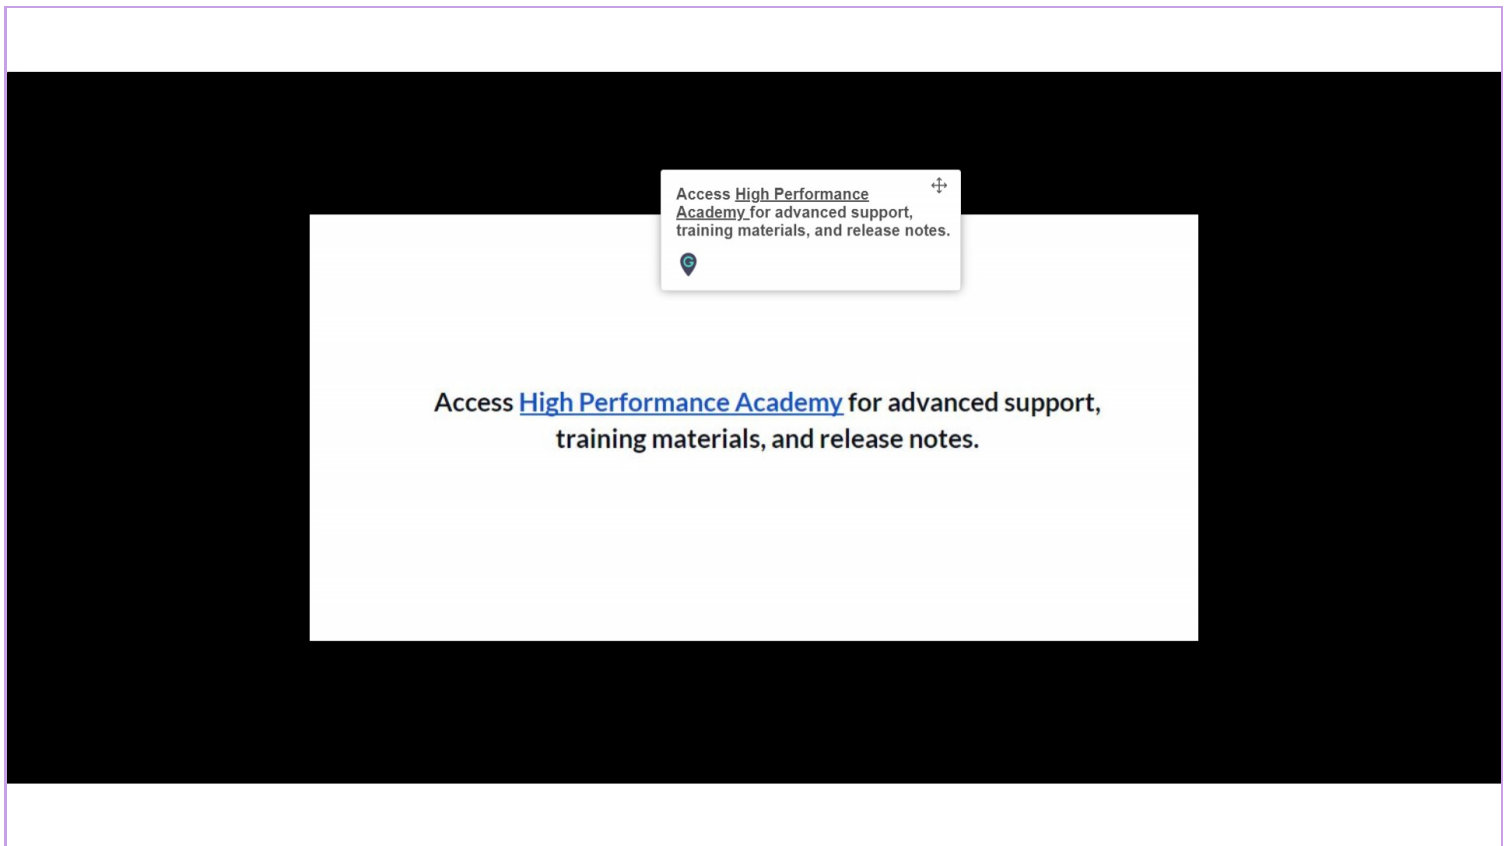 Access High Performance
Academy for advanced support,
training materials, and release notes.
G
Access High Performance Academy for advanced support,
training materials, and release notes.